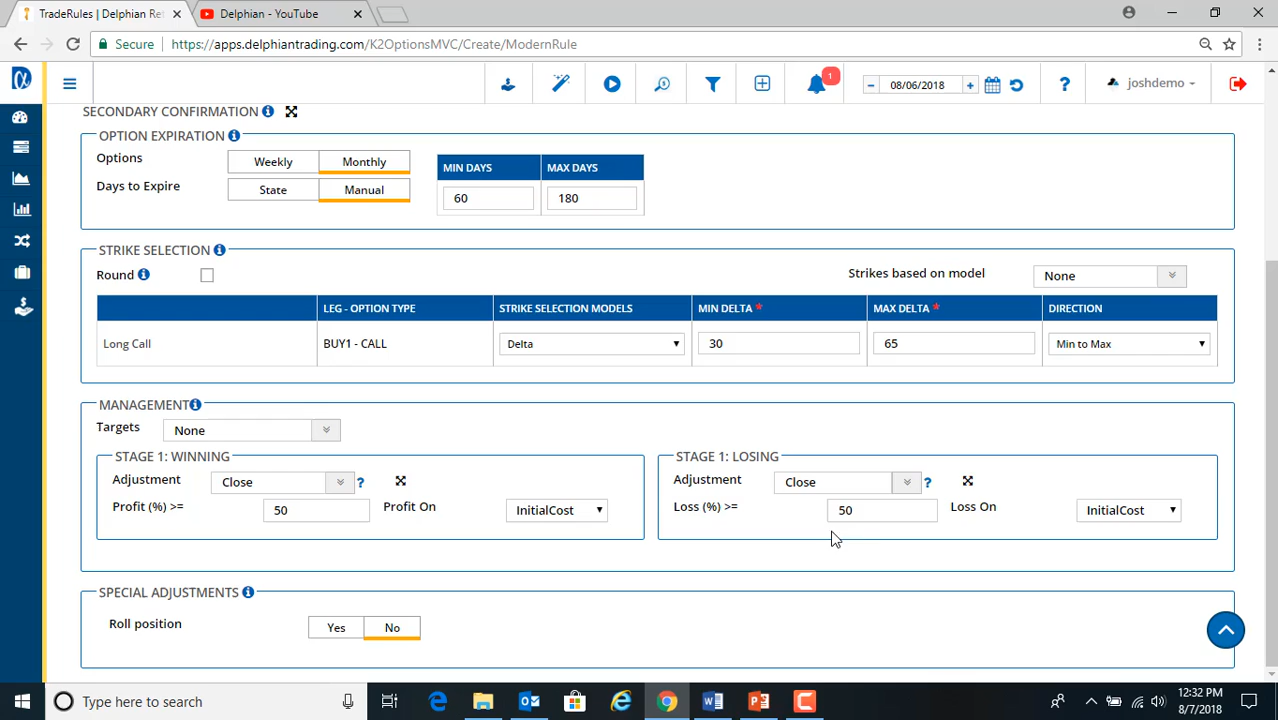 TradeRules | Delphian Re
Delphian - YouTube
Secure
https://apps.delphiantrading.com/K2OptionsMVC/Create/ModernRule
1
08/06/2018
?
joshdemo
SECONDARY CONFIRMATION
OPTION EXPIRATION
Options
Weekly
Monthly
Days to Expire
State
Manual
MIN DAYS
MAX DAYS
60
180
STRIKE SELECTION
Round
Strikes based on model
None
LEG - OPTION TYPE
STRIKE SELECTION MODELS
MIN DELTA *
MAX DELTA *
DIRECTION
Long Call
BUY1 - CALL
Delta
30
65
Min to Max
MANAGEMENT
Targets
None
STAGE 1: WINNING
Adjustment
Close
?
Profit (%) >=
50
Profit On
InitialCost
STAGE 1: LOSING
Adjustment
Close
?
Loss (%) >=
50
Loss On
InitialCost
SPECIAL ADJUSTMENTS
Roll position
Yes
No
Type here to search
12:32 PM
8/7/2018